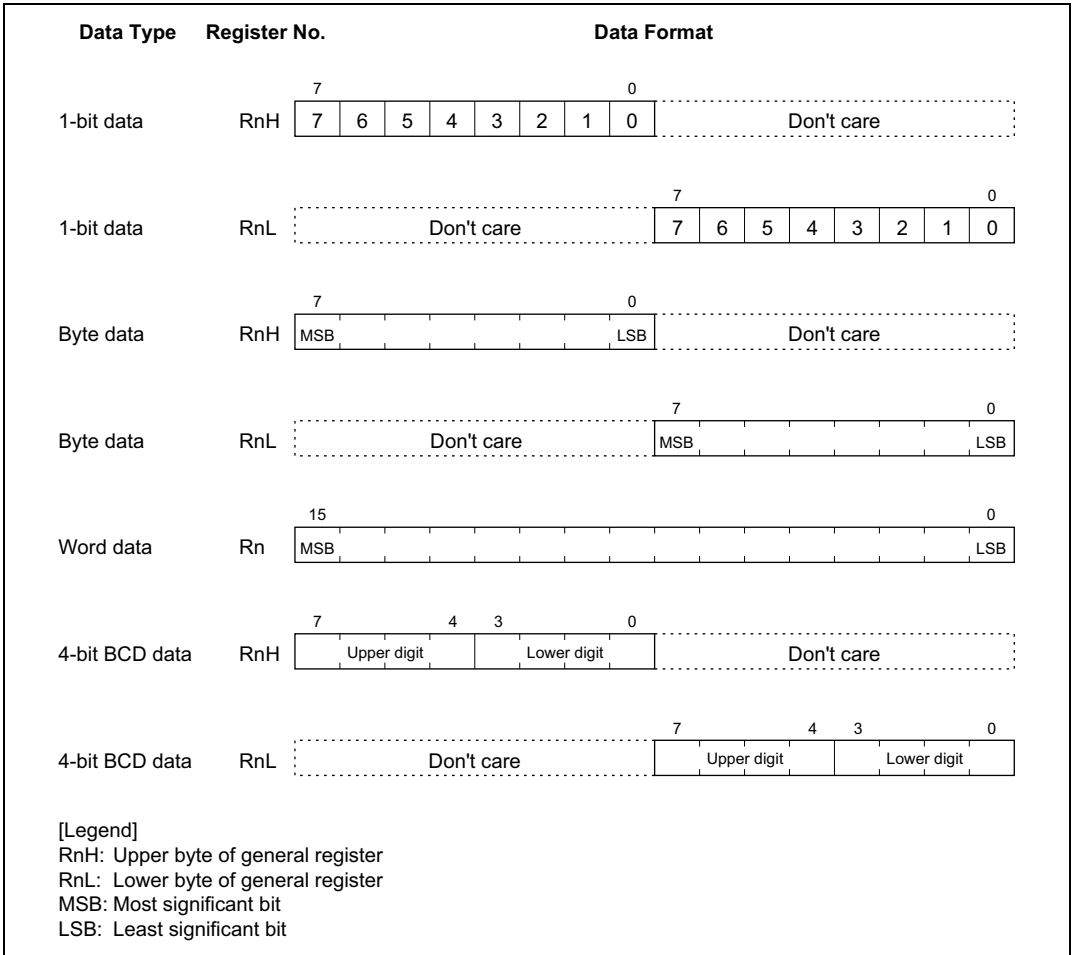 Data Type Register No. Data Format
7 0
1-bit data RnH 7 6 5 4 3 2 1 0 Don't care
7 0
1-bit data RnL Don't care 7 6 5 4 3 2 1 0
7 0
Byte data RnH MSB LSB Don't care
7 0
Byte data RnL Don't care MSB LSB
15 0
Word data Rn MSB LSB
7 4 3 0
4-bit BCD data RnH Upper digit Lower digit Don't care
7 4 3 0
4-bit BCD data RnL Don't care Upper digit Lower digit
[Legend]
RnH: Upper byte of general register
RnL: Lower byte of general register
MSB: Most significant bit
LSB: Least significant bit